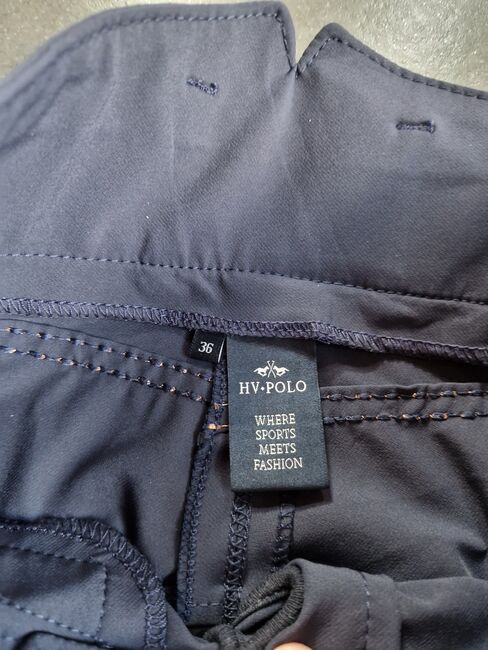 36
HV·POLO
WHERE
SPORTS
MEETS
FASHION